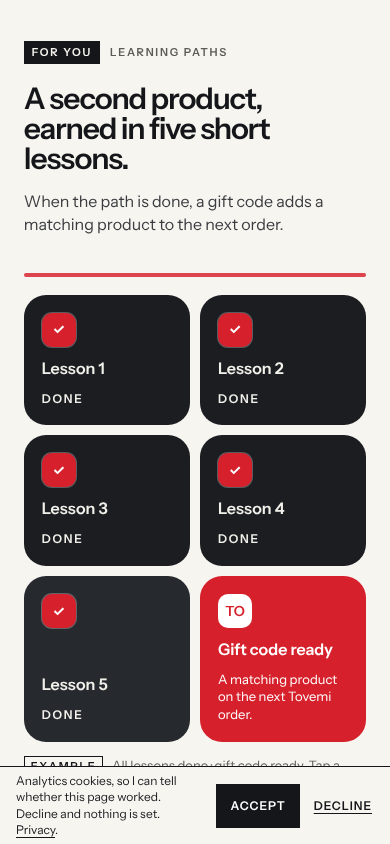 FOR YOU LEARNING PATHS
A second product,
earned in five short
lessons.
When the path is done, a gift code adds a
matching product to the next order.
Lesson 1
DONE
Lesson 2
DONE
Lesson 3
DONE
Lesson 4
DONE
Lesson 5
DONE
TO
Gift code ready
A matching product
on the next Tovemi
order.
EXAMPLE All lessons done · gift code ready. Tap a
Analytics cookies, so I can tell
whether this page worked.
Decline and nothing is set.
Privacy.
ACCEPT
DECLINE